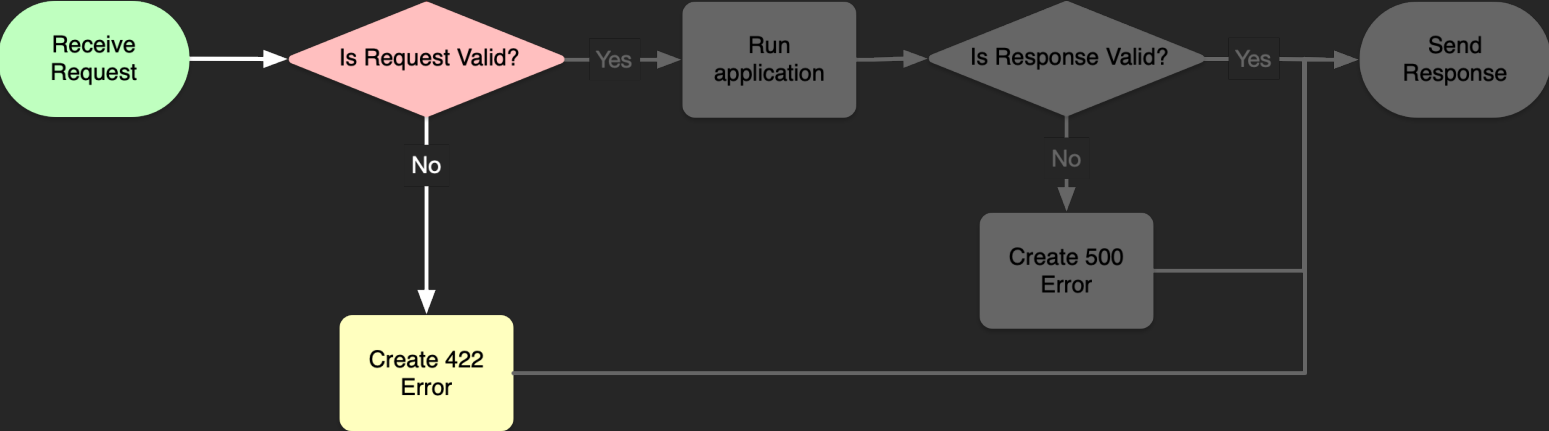 Receive
Request
Is Request Valid?
Yes
Run
application
Is Response Valid?
Yes
Send
Response
No
No
Create 500
Error
Create 422
Error